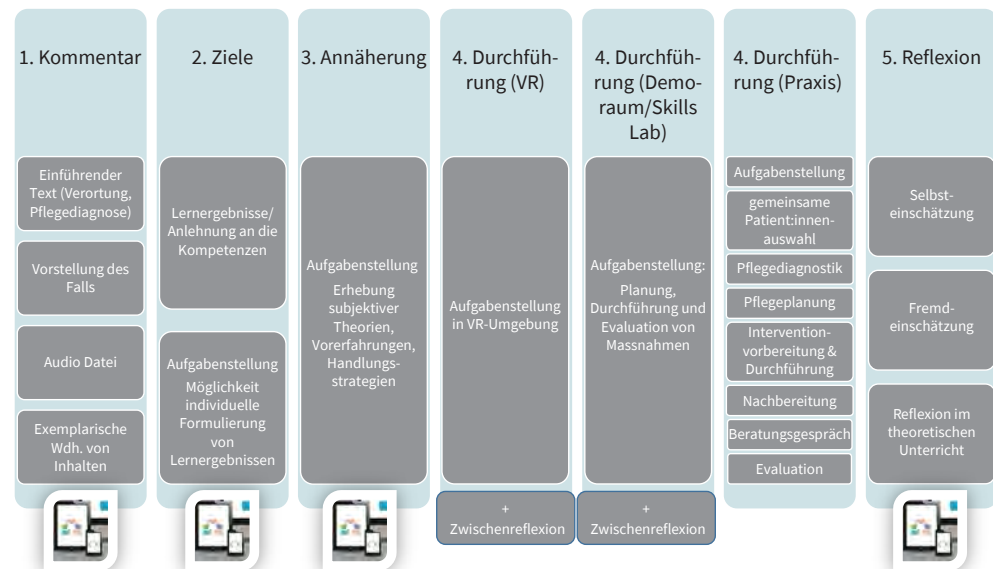 1. Kommentar
Einführender
Text (Verortung,
Pflegediagnose)
Vorstellung des
Falls
Audio Datei
Exemplarische
Wdh. von
Inhalten
2. Ziele
Lernergebnisse/
Anlehnung an die
Kompetenzen
Aufgabenstellung
Möglichkeit
individuelle
Formulierung
von
Lernergebnissen
3. Annäherung
Aufgabenstellung
Erhebung
subjektiver
Theorien,
Vorerfahrungen,
Handlungs-
strategien
4. Durchfüh-
rung (VR)
Aufgabenstellung
in VR-Umgebung
+
Zwischenreflexion
4. Durchfüh-
rung (Demo-
raum/Skills
Lab)
Aufgabenstellung:
Planung,
Durchführung und
Evaluation von
Massnahmen
+
Zwischenreflexion
4. Durchfüh-
rung (Praxis)
Aufgabenstellung
gemeinsame
Patient:innen-
auswahl
Pflegediagnostik
Pflegeplanung
Intervention-
vorbereitung &
Durchführung
Nachbereitung
Beratungsgespräch
Evaluation
5. Reflexion
Selbst-
einschätzung
Fremd-
einschätzung
Reflexion im
theoretischen
Unterricht